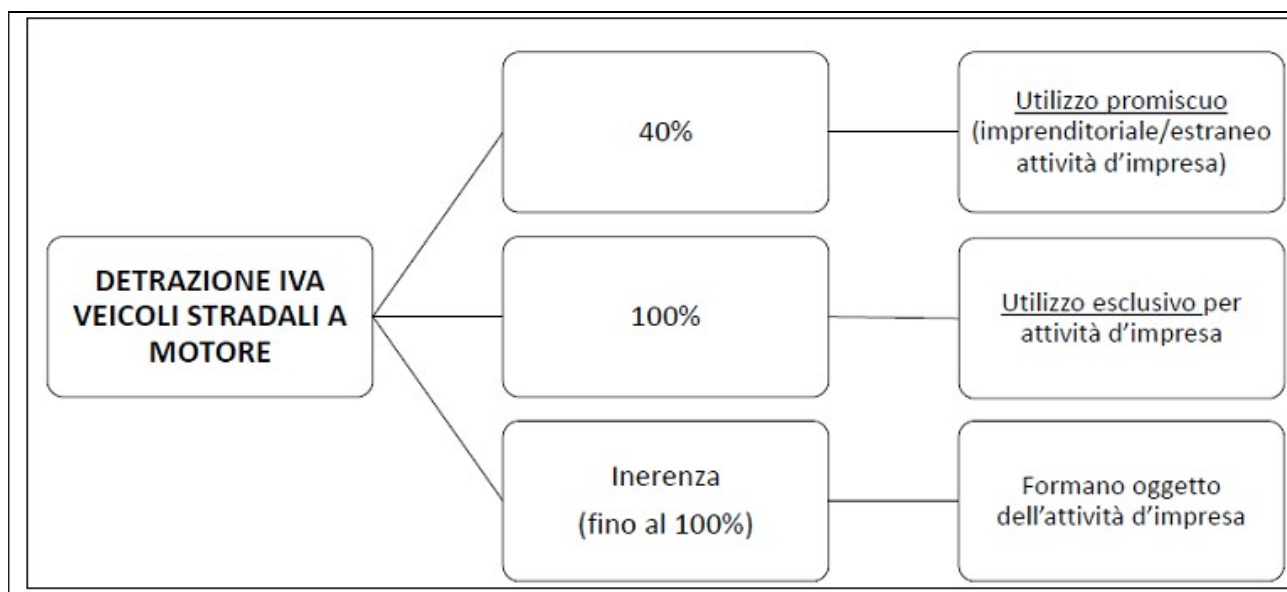 DETRAZIONE IVA
VEICOLI STRADALI A
MOTORE
40%
Utilizzo promiscuo
(imprenditoriale/estraneo
attività d’impresa)
100%
Utilizzo esclusivo per
attività d’impresa
Inerenza
(fino al 100%)
Formano oggetto
dell’attività d’impresa